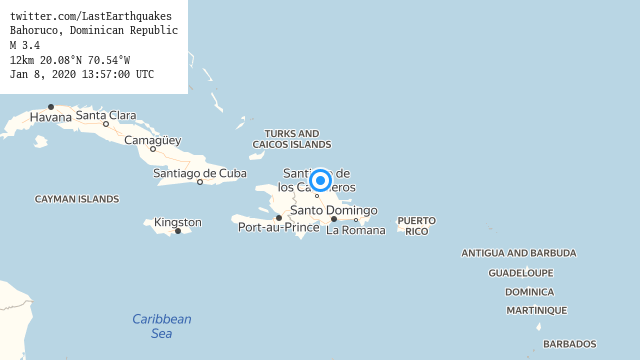 twitter.com/LastEarthquakes
Bahoruco, Dominican Republic
M 3.4
12km 20.08°N 70.54°W
Jan 8, 2020 13:57:00 UTC
Havana
Santa Clara
Camagüey
TURKS AND
CAICOS ISLANDS
Santiago de Cuba
de
los
CAYMAN ISLANDS
Kingston
Port-au-Prince
Santo Domingo
La Romana
PUERTO
RICO
ANTIGUA AND BARBUDA
GUADELOUPE
DOMINICA
MARTINIQUE
BARBADOS
Caribbean
Sea